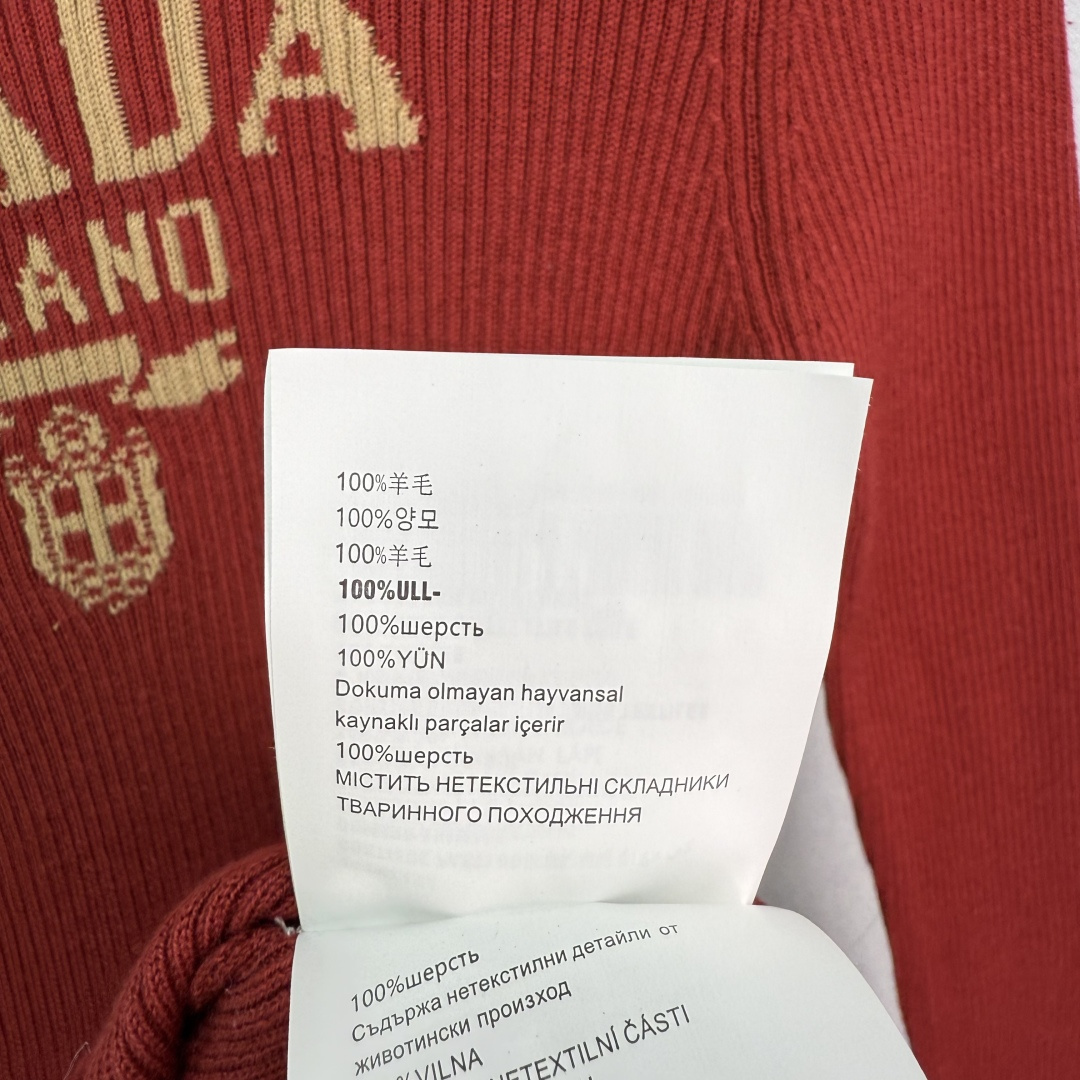 ADA
LANO
100%羊毛
100%양모
100%羊毛
100%ULL-
100%шерсть
100%YÜN
Dokuma olmayan hayvansal
kaynaklı parçalar içerir
100%шерсть
МІСТИТЬ НЕТЕКСТИЛЬНІ СКЛАДНИКИ
ТВАРИННОГО ПОХОДЖЕННЯ
100%шерсть
Съдържа нетекстилни детайли от
животински произход
%VILNA
NETEXTILNÍ ČÁSTI